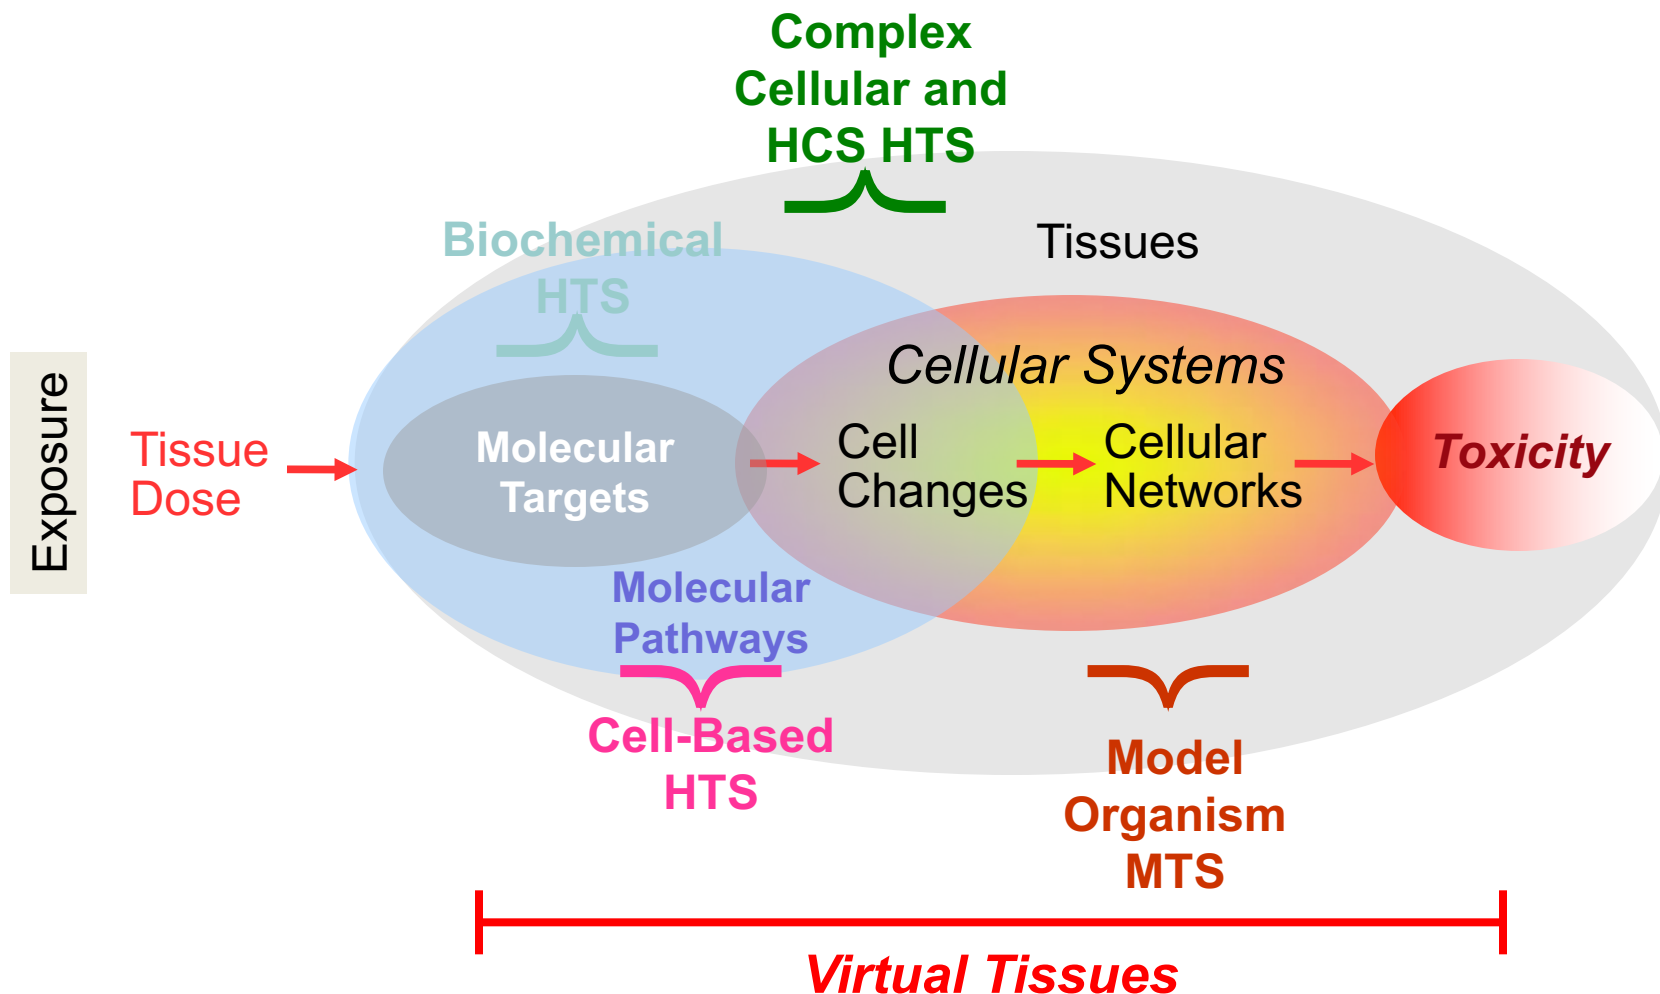 Complex
Cellular and
HCS HTS
Biochemical
HTS
Tissues
Cellular Systems
Exposure
Tissue
Dose
Molecular
Targets
Cell
Changes
Cellular
Networks
Toxicity
Molecular
Pathways
Cell-Based
HTS
Model
Organism
MTS
Virtual Tissues